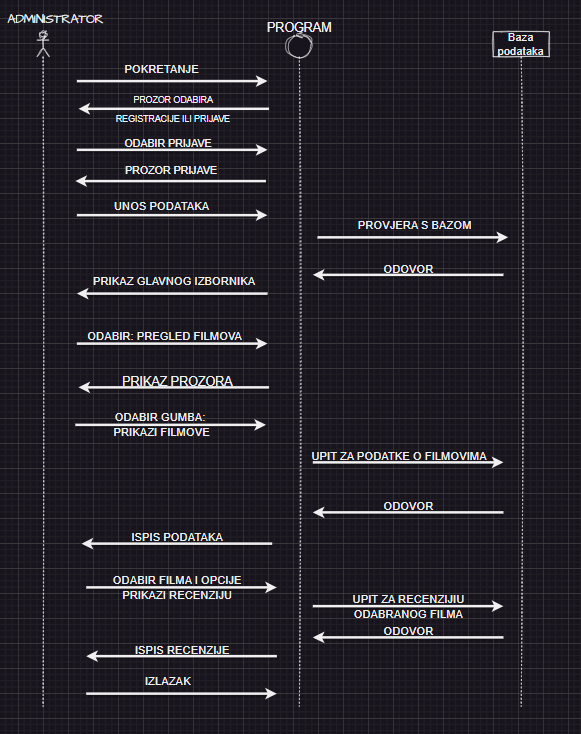 ADMINISTRATOR
PROGRAM
Baza
podataka
POKRETANJE
PROZOR ODABIRA
REGISTRACIJE ILI PRIJAVE
ODABIR PRIJAVE
PROZOR PRIJAVE
UNOS PODATAKA
PROVJERA S BAZOM
ODOVOR
PRIKAZ GLAVNOG IZBORNIKA
ODABIR: PREGLED FILMOVA
PRIKAZ PROZORA
ODABIR GUMBA:
PRIKAZI FILMOVE
UPIT ZA PODATKE O FILMOVIMA
ODOVOR
ISPIS PODATAKA
ODABIR FILMA I OPCIJE
PRIKAZI RECENZIJU
UPIT ZA RECENZIJIU
ODABRANOG FILMA
ODOVOR
ISPIS RECENZIJE
IZLAZAK